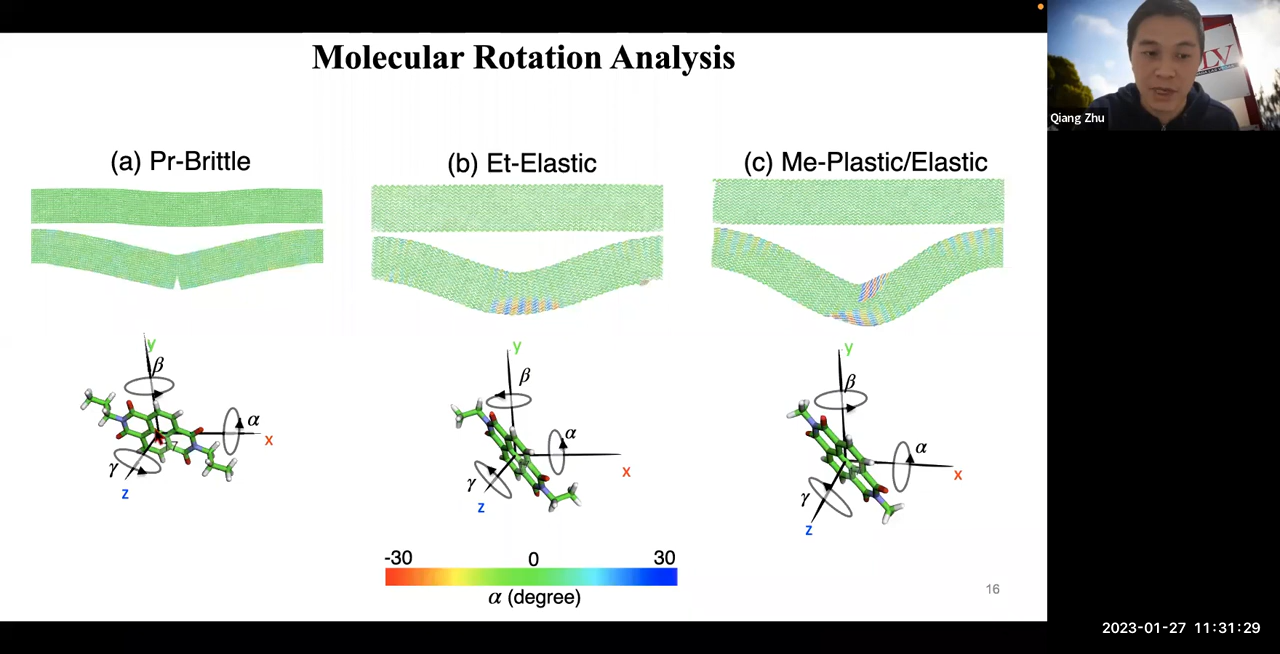 Molecular Rotation Analysis
(a) Pr-Brittle
(b) Et-Elastic
(c) Me-Plastic/Elastic
y
β
α
x
γ
z
y
β
α
x
γ
z
y
β
α
x
γ
z
-30 0 30
α (degree)
16
LV
Qiang Zhu
2023-01-27 11:31:29